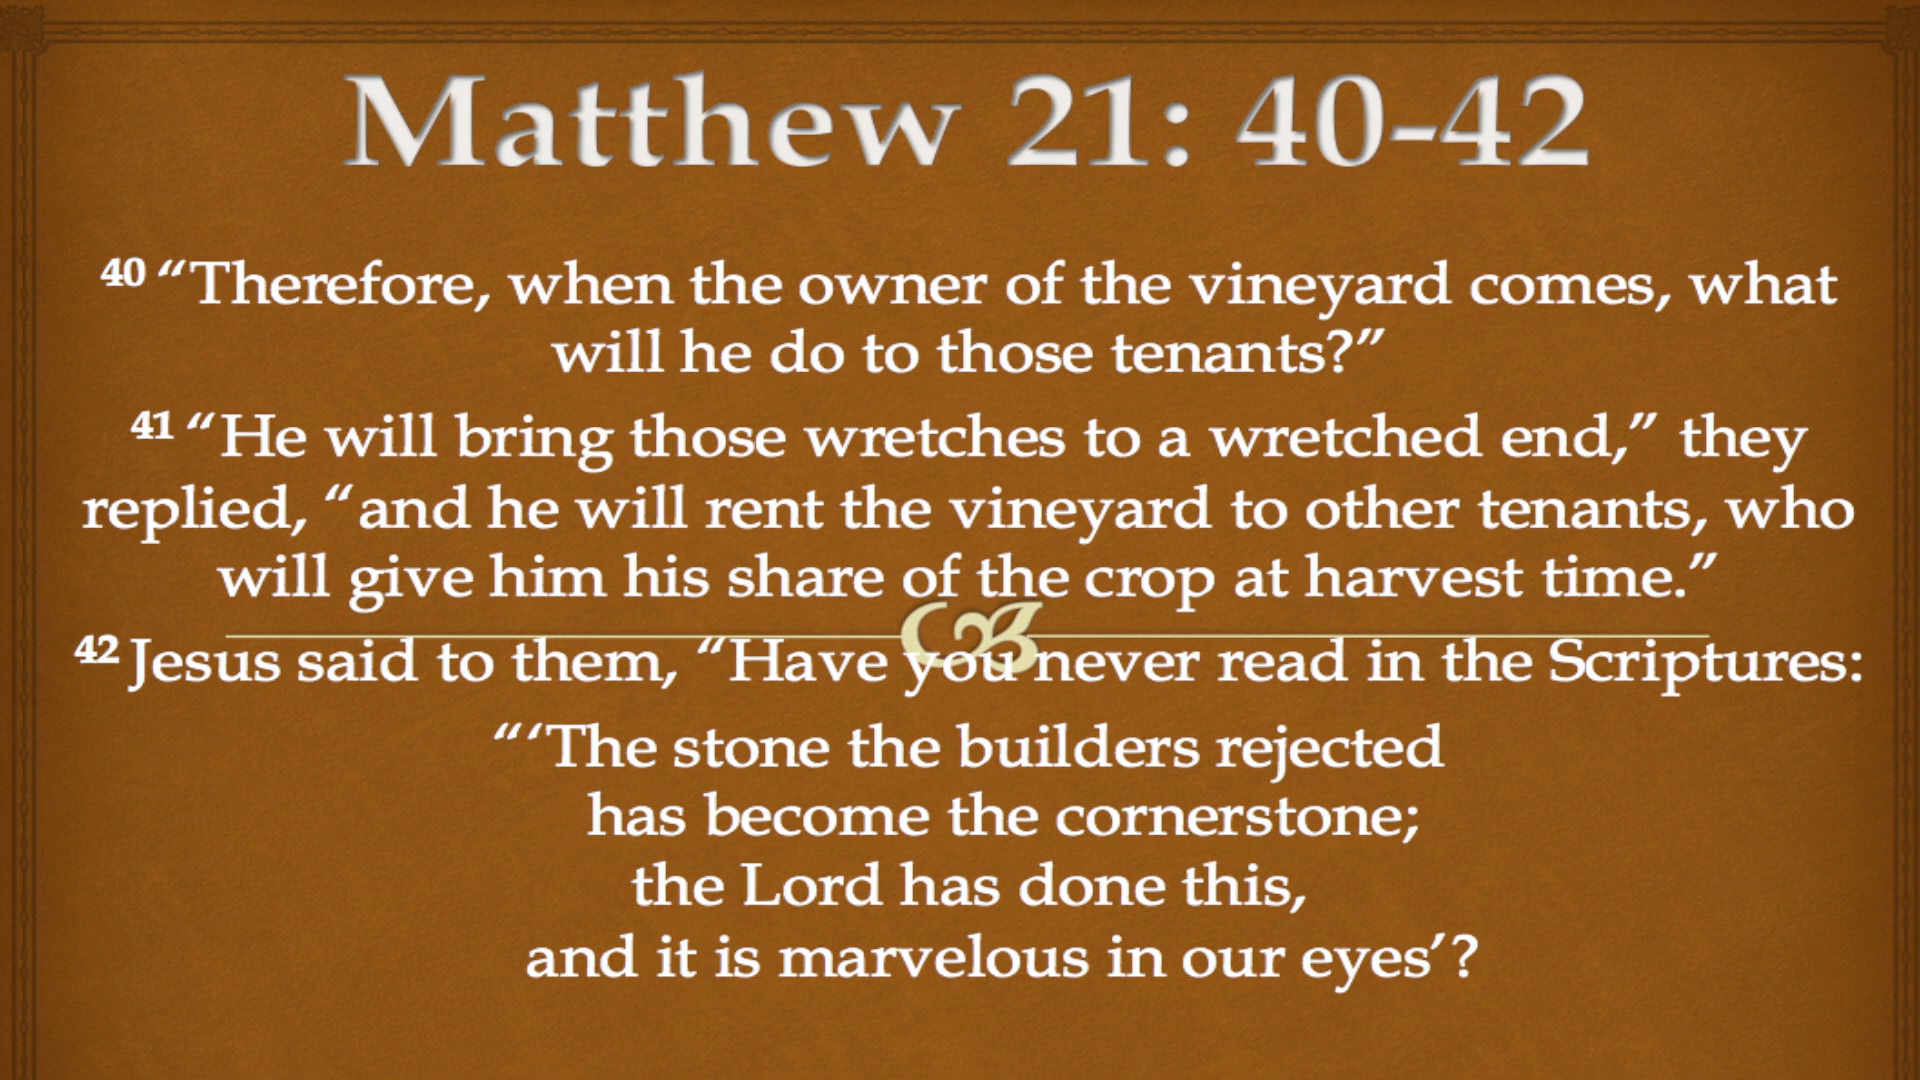 Matthew 21: 40-42
40 “Therefore, when the owner of the vineyard comes, what
will he do to those tenants?”
41 “He will bring those wretches to a wretched end,” they
replied, “and he will rent the vineyard to other tenants, who
will give him his share of the crop at harvest time.”
42 Jesus said to them, “Have you never read in the Scriptures:
“‘The stone the builders rejected
has become the cornerstone;
the Lord has done this,
and it is marvelous in our eyes’?